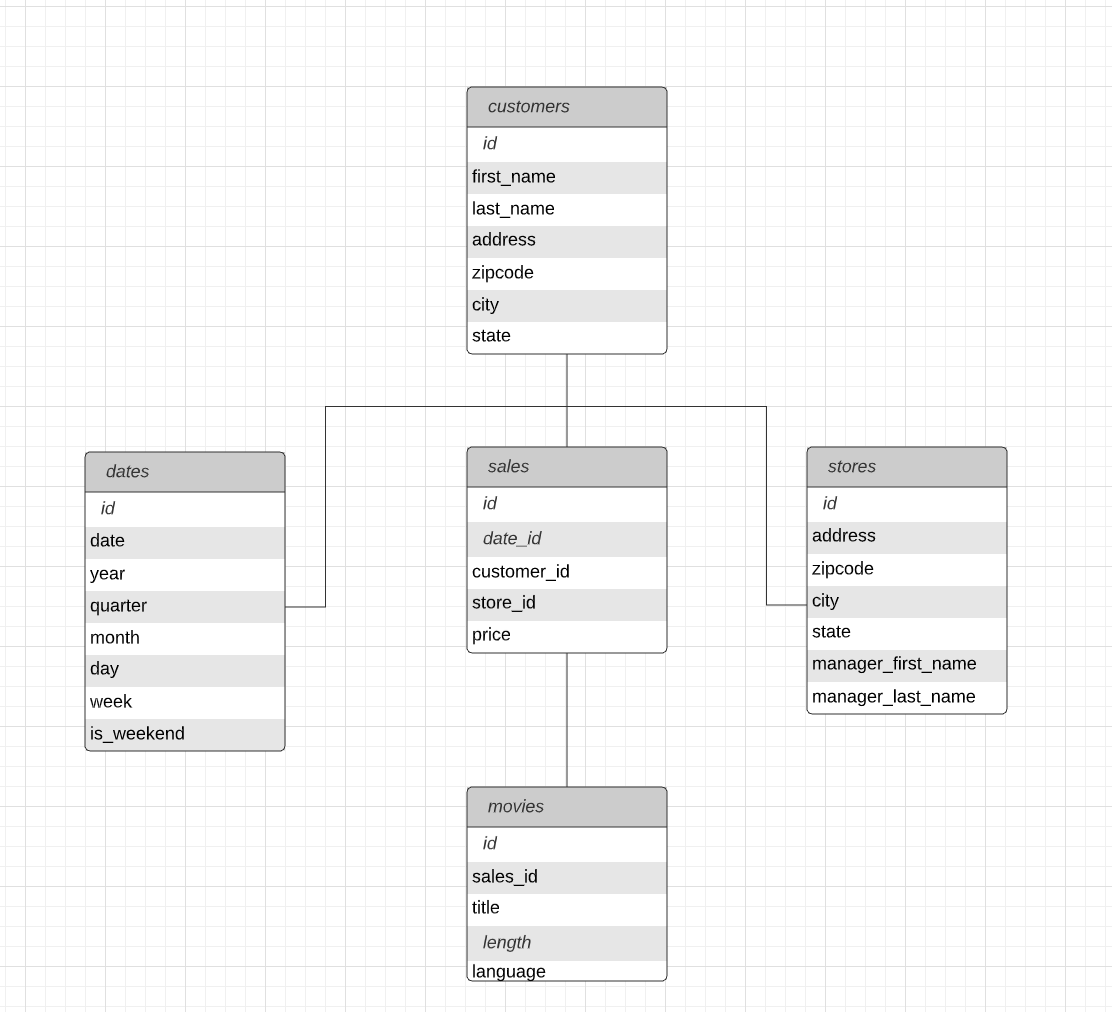 customers
id
first_name
last_name
address
zipcode
city
state
dates
id
date
year
quarter
month
day
week
is_weekend
sales
id
date_id
customer_id
store_id
price
stores
id
address
zipcode
city
state
manager_first_name
manager_last_name
movies
id
sales_id
title
length
language